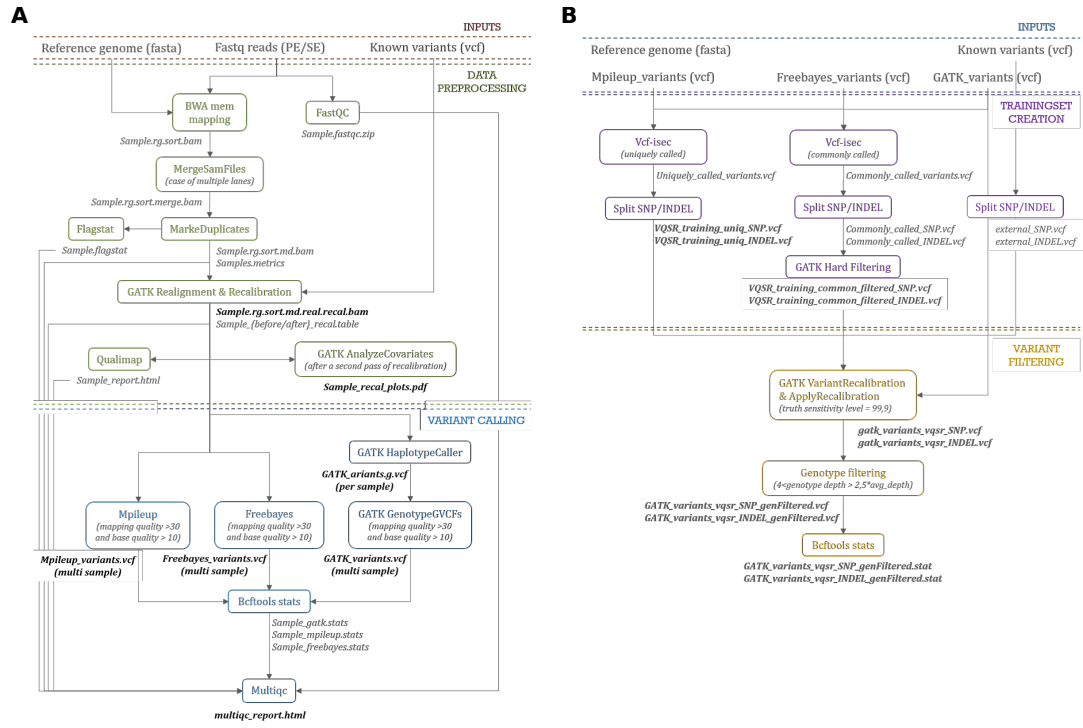 A
INPUTS
Reference genome (fasta)
Fastq reads (PE/SE)
Known variants (vcf)
DATA
PREPROCESSING
BWA mem
mapping
FastQC
Sample.fastqc.zip
Sample.rg.sort.bam
MergeSamFiles
(case of multiple lanes)
Sample.rg.sort.merge.bam
Flagstat
MarkeDuplicates
Sample.flagstat
Sample.rg.sort.md.bam
Samples.metrics
GATK Realignment & Recalibration
Sample.rg.sort.md.real.recal.bam
Sample_{before/after}_recal.table
Qualimap
GATK AnalyzeCovariates
(after a second pass of recalibration)
Sample_report.html
Sample_recal_plots.pdf
VARIANT CALLING
GATK HaplotypeCaller
GATK_ariants.g.vcf
(per sample)
Mpileup
(mapping quality >30
and base quality > 10)
Freebayes
(mapping quality >30
and base quality > 10)
GATK GenotypeGVCFs
(mapping quality >30
and base quality > 10)
Mpileup_variants.vcf
(multi sample)
Freebayes_variants.vcf
(multi sample)
GATK_variants.vcf
(multi sample)
Bcftools stats
Sample_gatk.stats
Sample_mpileup.stats
Sample_freebayes.stats
Multiqc
multiqc_report.html
B
INPUTS
Reference genome (fasta)
Known variants (vcf)
Mpileup_variants (vcf)
Freebayes_variants (vcf)
GATK_variants (vcf)
TRAININGSET
CREATION
Vcf-isec
(uniquely called)
Vcf-isec
(commonly called)
Uniquely_called_variants.vcf
Commonly_called_variants.vcf
Split SNP/INDEL
Split SNP/INDEL
Split SNP/INDEL
VQSR_training_uniq_SNP.vcf
VQSR_training_uniq_INDEL.vcf
Commonly_called_SNP.vcf
Commonly_called_INDEL.vcf
external_SNP.vcf
external_INDEL.vcf
GATK Hard Filtering
VQSR_training_common_filtered_SNP.vcf
VQSR_training_common_filtered_INDEL.vcf
VARIANT
FILTERING
GATK VariantRecalibration
& ApplyRecalibration
(truth sensitivity level = 99,9)
gatk_variants_vqsr_SNP.vcf
gatk_variants_vqsr_INDEL.vcf
Genotype filtering
(4<genotype depth > 2,5*avg_depth)
GATK_variants_vqsr_SNP_genFiltered.vcf
GATK_variants_vqsr_INDEL_genFiltered.vcf
Bcftools stats
GATK_variants_vqsr_SNP_genFiltered.stat
GATK_variants_vqsr_INDEL_genFiltered.stat